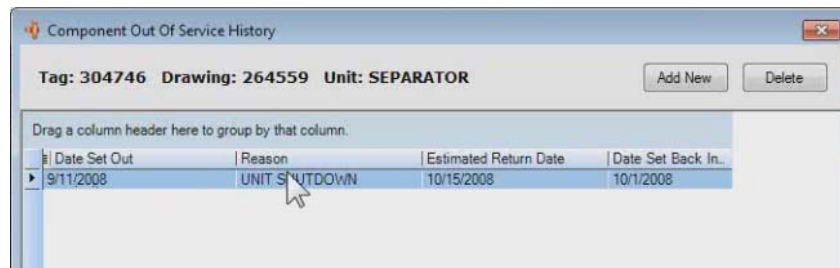 Component Out Of Service History
Tag: 304746 Drawing: 264559 Unit: SEPARATOR Add New Delete
Drag a column header here to group by that column.
Date Set Out Reason Estimated Return Date Date Set Back In..
9/11/2008 UNIT SHUTDOWN 10/15/2008 10/1/2008